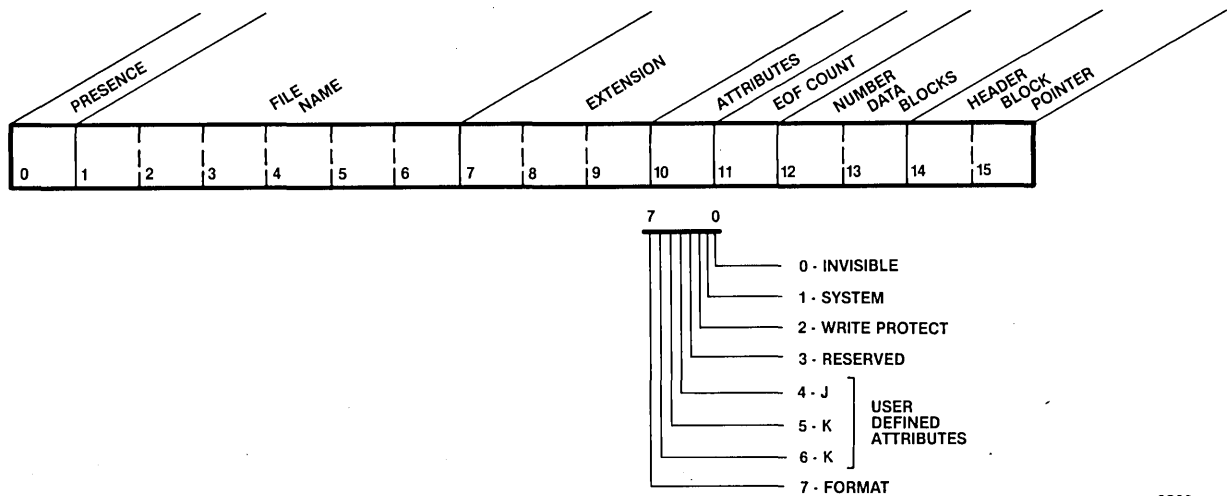 PRESENCE
FILE
NAME
EXTENSION
ATTRIBUTES
EOF COUNT
NUMBER
DATA
BLOCKS
HEADER
BLOCK
POINTER
0 1 2 3 4 5 6 7 8 9 10 11 12 13 14 15
7 0
0 - INVISIBLE
1 - SYSTEM
2 - WRITE PROTECT
3 - RESERVED
4 - J
5 - K
6 - K
USER
DEFINED
ATTRIBUTES
7 - FORMAT